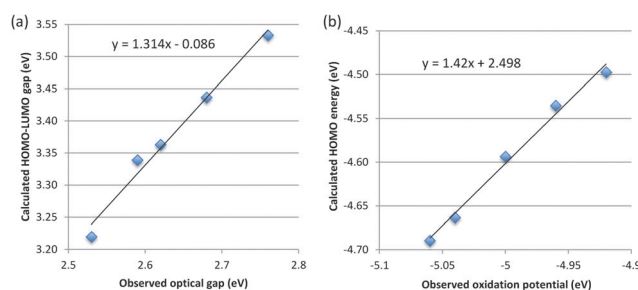 (a)
3.55
3.50
3.45
3.40
3.35
3.30
3.25
3.20
Calculated HOMO-LUMO gap (eV)
y = 1.314x - 0.086
2.5
2.6
2.7
2.8
Observed optical gap (eV)
(b)
-4.45
-4.50
-4.55
-4.60
-4.65
-4.70
Calculated HOMO energy (eV)
y = 1.42x + 2.498
-5.1
-5.05
-5
-4.95
-4.9
Observed oxidation potential (eV)